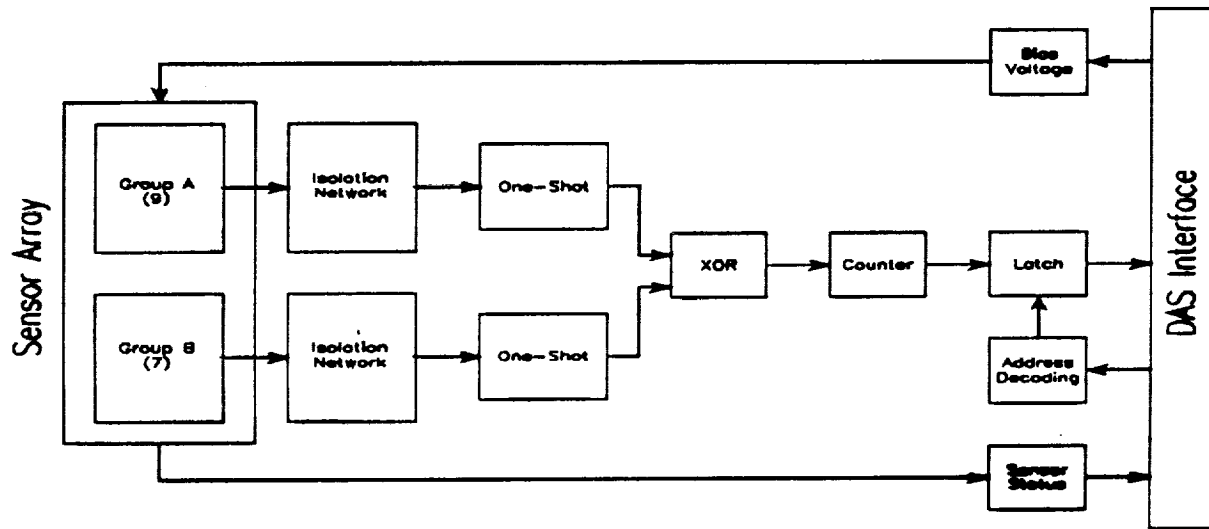 Bias
Voltage
Sensor Array
Group A
(9)
Isolation
Network
One-Shot
XOR
Counter
Latch
DAS Interface
Group B
(7)
Isolation
Network
One-Shot
Address
Decoding
Sensor
Status